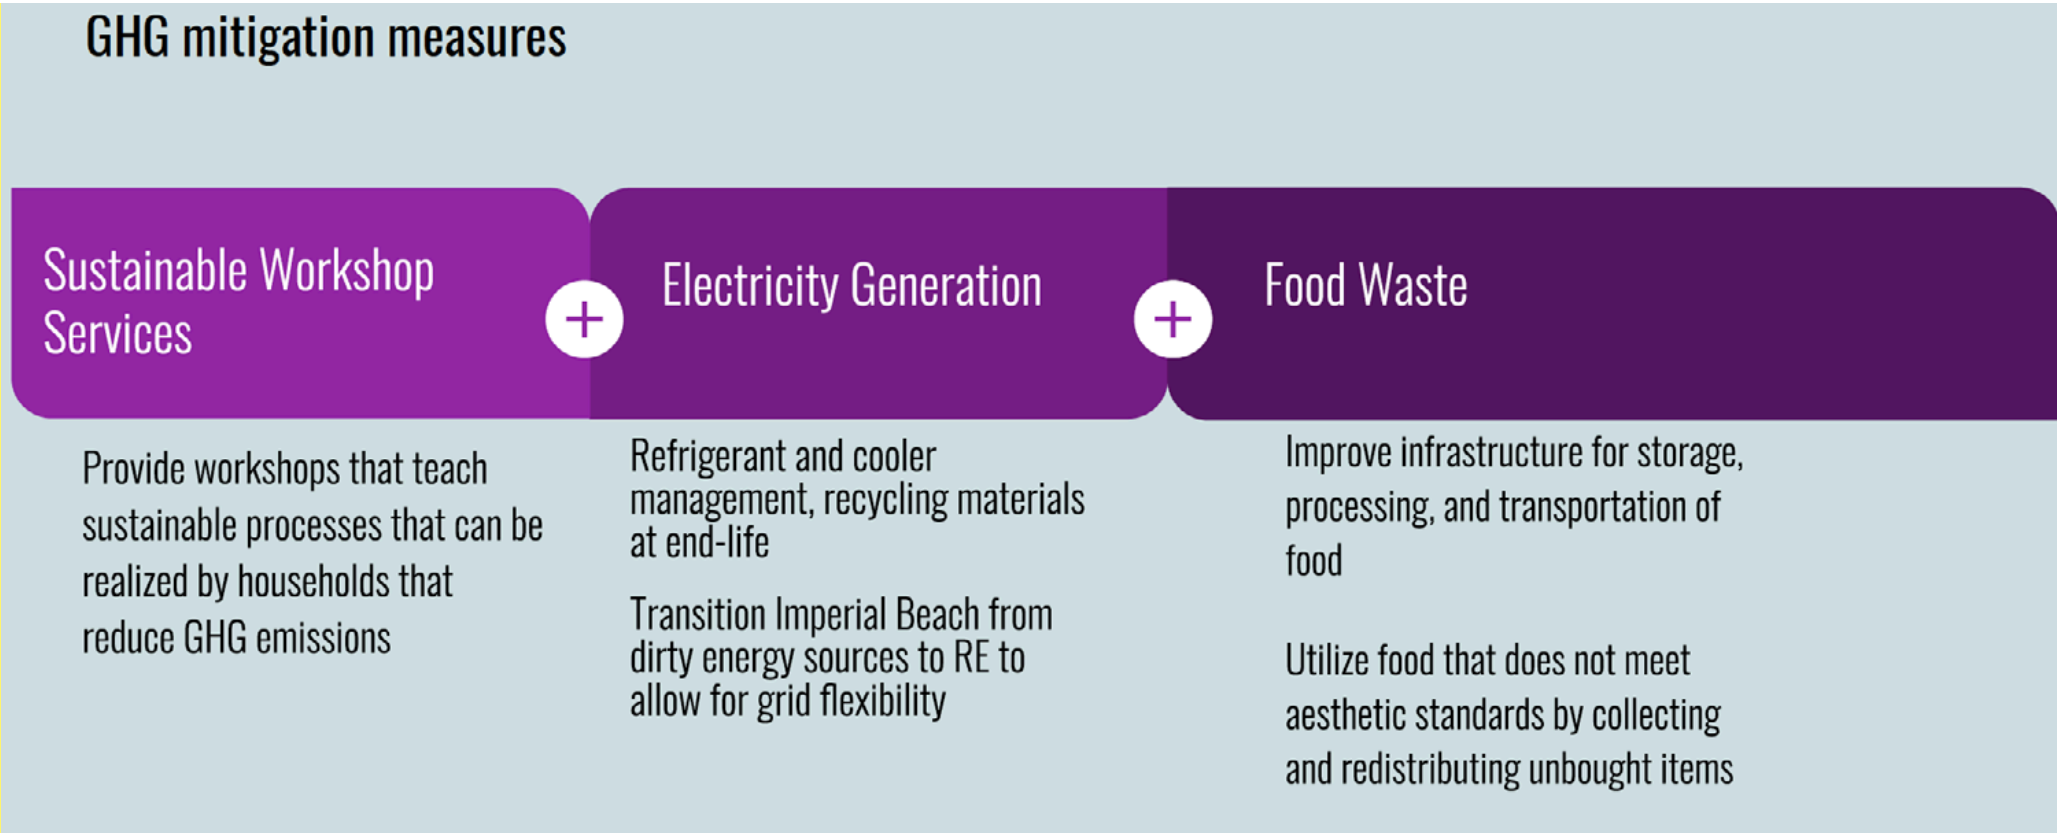 GHG mitigation measures
Sustainable Workshop
Services
+
Electricity Generation
+
Food Waste
Provide workshops that teach
sustainable processes that can be
realized by households that
reduce GHG emissions
Refrigerant and cooler
management, recycling materials
at end-life
Transition Imperial Beach from
dirty energy sources to RE to
allow for grid flexibility
Improve infrastructure for storage,
processing, and transportation of
food
Utilize food that does not meet
aesthetic standards by collecting
and redistributing unbought items